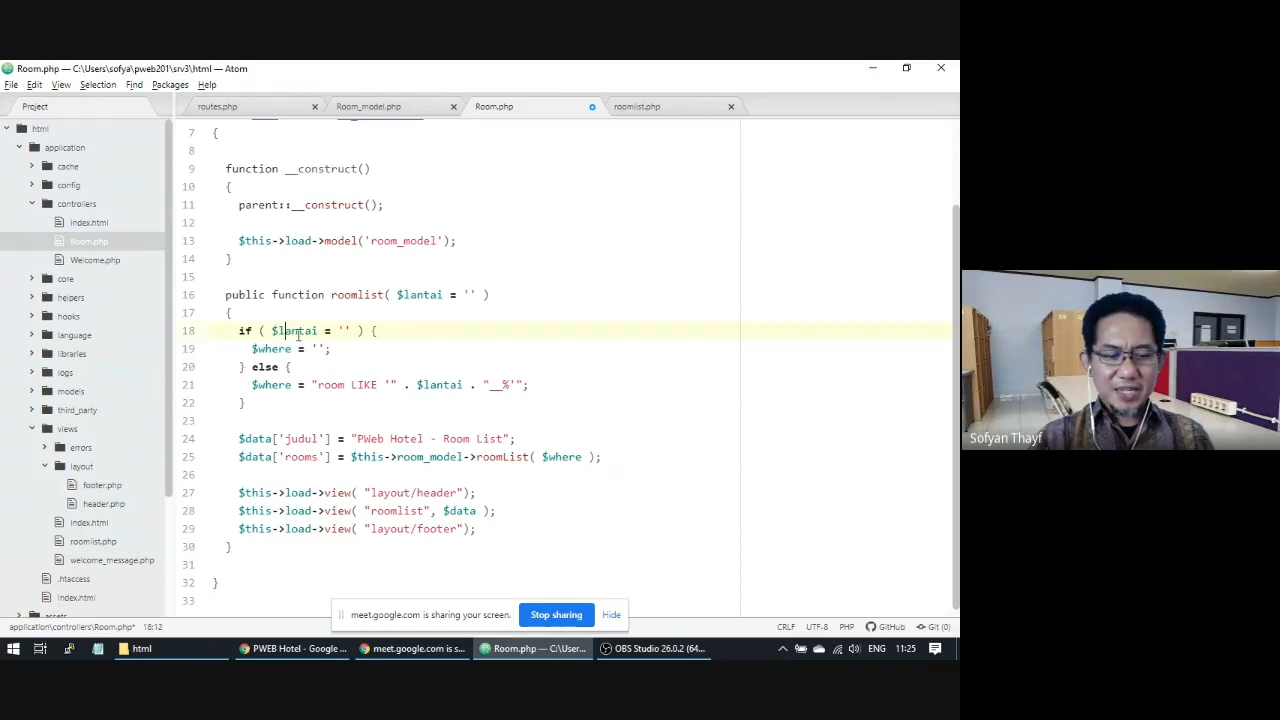 Room.php — C:\Users\sofya\pweb201\srv3\html — Atom
File Edit View Selection Find Packages Help
Project
routes.php
Room_model.php
Room.php
roomlist.php
html
application
cache
config
controllers
index.html
Room.php
Welcome.php
core
helpers
hooks
language
libraries
logs
models
third_party
views
errors
layout
footer.php
header.php
index.html
roomlist.php
welcome_message.php
.htaccess
index.html
assets
7 {
8
9 function __construct()
10 {
11 parent::__construct();
12
13 $this->load->model('room_model');
14 }
15
16 public function roomlist( $lantai = '' )
17 {
18 if ( $lantai = '' ) {
19 $where = '';
20 } else {
21 $where = "room LIKE '" . $lantai . "__%'";
22 }
23
24 $data['judul'] = "PWeb Hotel - Room List";
25 $data['rooms'] = $this->room_model->roomList( $where );
26
27 $this->load->view( "layout/header");
28 $this->load->view( "roomlist", $data );
29 $this->load->view( "layout/footer");
30 }
31
32 }
33
meet.google.com is sharing your screen. Stop sharing Hide
application\controllers\Room.php* 18:12 CRLF UTF-8 PHP GitHub Git (0)
html
PWEB Hotel - Google ...
meet.google.com is s...
Room.php — C:\User...
OBS Studio 26.0.2 (64...
ENG 11:25
Sofyan Thayf